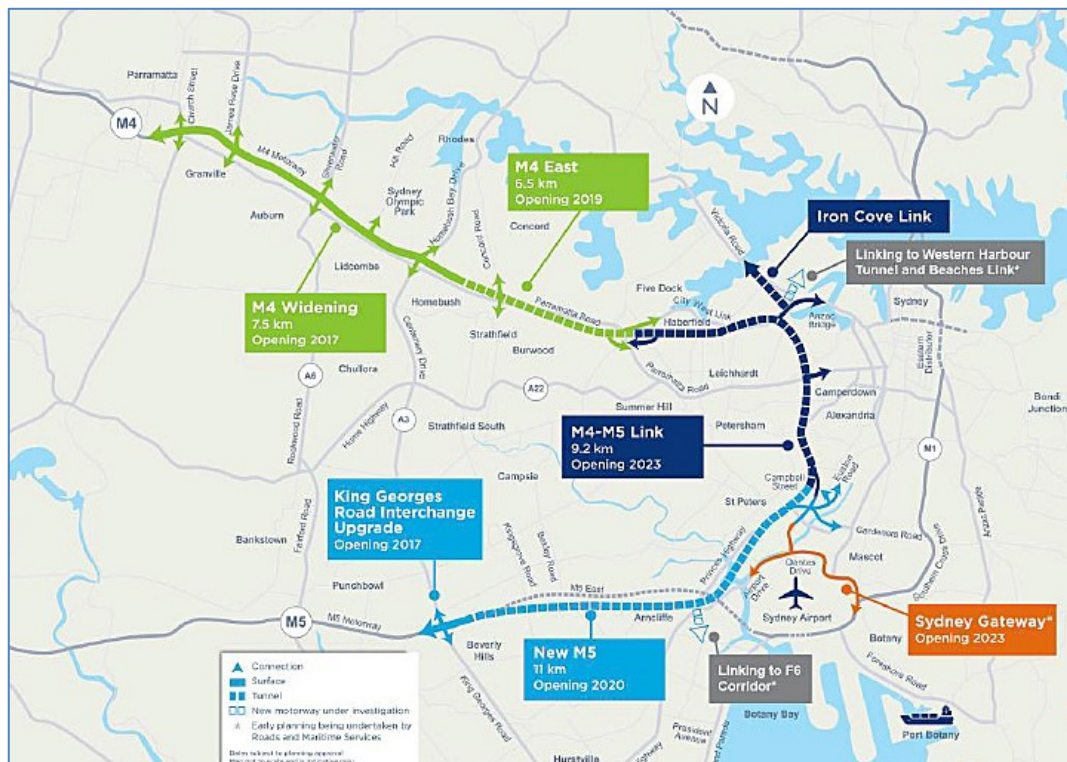 Parramatta
Church Street
James Ruse Drive
M4
M4 Motorway
Silverwater
Road
Hill Road
Rhodes
Granville
Sydney
Olympic
Park
Homebush Bay Drive
Auburn
Concord Road
Concord
M4 East
6.5 km
Opening 2019
N
Victoria Road
Iron Cove Link
Linking to Western Harbour
Tunnel and Beaches Link*
Lidcombe
M4 Widening
7.5 km
Opening 2017
Homebush
Strathfield
Burwood
Parramatta Road
Five Dock
City West Link
Haberfield
Anzac
Bridge
Sydney
Eastern
Distributor
Centenary Drive
Chullora
A6
A22
A3
Leichhardt
Parramatta Road
Camperdown
Alexandria
Bondi
Junction
Summer Hill
Petersham
Rookwood Road
Hume Highway
Strathfield South
M4-M5 Link
9.2 km
Opening 2023
M1
Campsie
Campbell
Street
Euston
Road
St Peters
Anzac Parade
King Georges
Road Interchange
Upgrade
Opening 2017
Bankstown
Fairford Road
Kingsgrove Road
Bexley Road
Princes Highway
Gardeners Road
Mascot
Southern Cross Drive
Punchbowl
M5 East
Qantas
Drive
Airport
Drive
Sydney Airport
M5
M5 Motorway
Arncliffe
Beverly
Hills
New M5
11 km
Opening 2020
Linking to F6
Corridor*
Sydney Gateway*
Opening 2023
Botany
Foreshore Road
King Georges Road
Botany Bay
President
Avenue
Port Botany
Hurstville
Connection
Surface
Tunnel
New motorway under investigation
Early planning being undertaken by
Roads and Maritime Services
Dates subject to planning approval